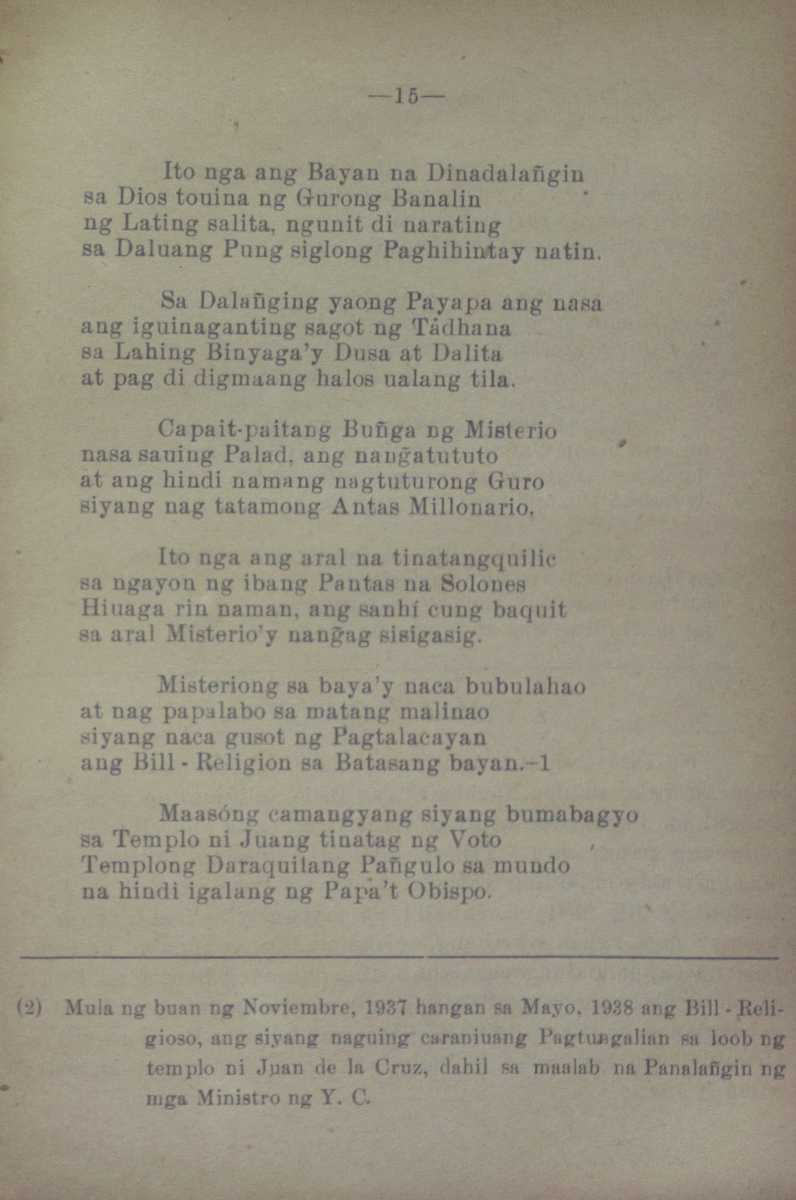 —15—
Ito nga ang Bayan na Dinadalañgin
sa Dios touina ng Gurong Banalin
ng Lating salita, ngunit di narating
sa Daluang Pung siglong Paghihintay natin.
Sa Dalañging yaong Payapa ang nasa
ang iguinaganting sagot ng Tádhana
sa Lahing Binyaga'y Dusa at Dalita
at pag di digmaang halos ualang tila.
Capait-paitang Buñga ng Misterio
nasa sauing Palad, ang nang̃atututo
at ang hindi namang nagtuturong Guro
siyang nag tatamong Antas Millonario,
Ito nga ang aral na tinatangquilic
sa ngayon ng ibang Pantas na Solones
Hiuaga rin naman, ang sanhí cung baquit
sa aral Misterio'y nang̃ag sisigasig.
Misteriong sa baya'y naca bubulahao
at nag papalabo sa matang malinao
siyang naca gusot ng Pagtalacayan
ang Bill - Religion sa Batasang bayan.-1
Maasóng camangyang siyang bumabagyo
sa Templo ni Juang tinatag ng Voto
Templong Daraquilang Pañgulo sa mundo
na hindi igalang ng Papa't Obispo.
(2) Mula ng buan ng Noviembre, 1937 hangan sa Mayo, 1938 ang Bill - Reli-
gioso, ang siyang naguing caraniuang Pagtungalian sa loob ng
templo ni Juan de la Cruz, dahil sa maalab na Panalañgin ng
mga Ministro ng Y. C.